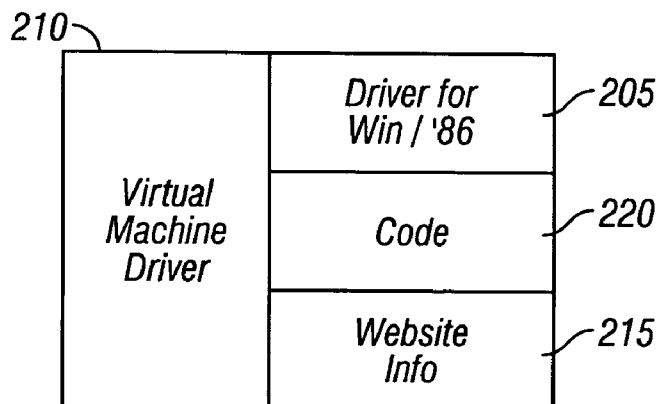 210
Driver for
Win / '86
205
Virtual
Machine
Driver
Code
220
Website
Info
215